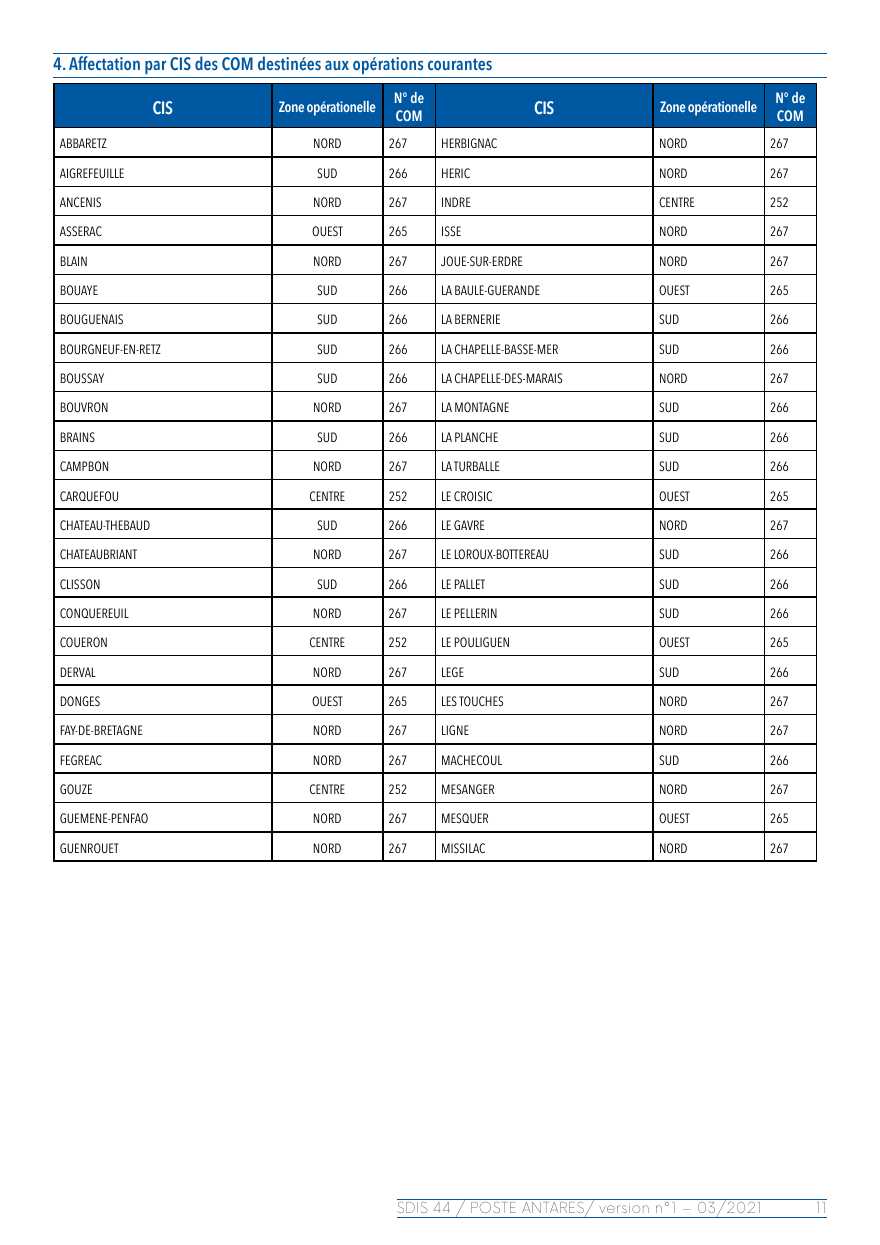 4. Affectation par CIS des COM destinées aux opérations courantes
CIS Zone opérationelle N° de COM CIS Zone opérationelle N° de COM
ABBARETZ NORD 267 HERBIGNAC NORD 267
AIGREFEUILLE SUD 266 HERIC NORD 267
ANCENIS NORD 267 INDRE CENTRE 252
ASSERAC OUEST 265 ISSE NORD 267
BLAIN NORD 267 JOUE-SUR-ERDRE NORD 267
BOUAYE SUD 266 LA BAULE-GUERANDE OUEST 265
BOUGUENAIS SUD 266 LA BERNERIE SUD 266
BOURGNEUF-EN-RETZ SUD 266 LA CHAPELLE-BASSE-MER SUD 266
BOUSSAY SUD 266 LA CHAPELLE-DES-MARAIS NORD 267
BOUVRON NORD 267 LA MONTAGNE SUD 266
BRAINS SUD 266 LA PLANCHE SUD 266
CAMPBON NORD 267 LA TURBALLE SUD 266
CARQUEFOU CENTRE 252 LE CROISIC OUEST 265
CHATEAU-THEBAUD SUD 266 LE GAVRE NORD 267
CHATEAUBRIANT NORD 267 LE LOROUX-BOTTEREAU SUD 266
CLISSON SUD 266 LE PALLET SUD 266
CONQUEREUIL NORD 267 LE PELLERIN SUD 266
COUERON CENTRE 252 LE POULIGUEN OUEST 265
DERVAL NORD 267 LEGE SUD 266
DONGES OUEST 265 LES TOUCHES NORD 267
FAY-DE-BRETAGNE NORD 267 LIGNE NORD 267
FEGREAC NORD 267 MACHECOUL SUD 266
GOUZE CENTRE 252 MESANGER NORD 267
GUEMENE-PENFAO NORD 267 MESQUER OUEST 265
GUENROUET NORD 267 MISSILAC NORD 267
SDIS 44 / POSTE ANTARES/ version n°1 – 03/2021 11